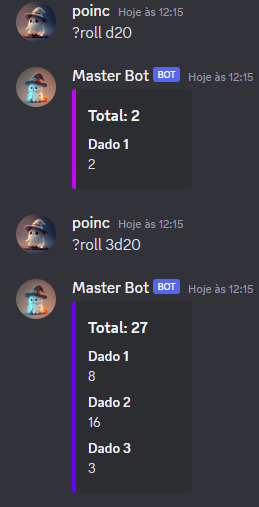 poinc Hoje às 12:15
?roll d20
Master Bot BOT Hoje às 12:15
Total: 2
Dado 1
2
poinc Hoje às 12:15
?roll 3d20
Master Bot BOT Hoje às 12:15
Total: 27
Dado 1
8
Dado 2
16
Dado 3
3